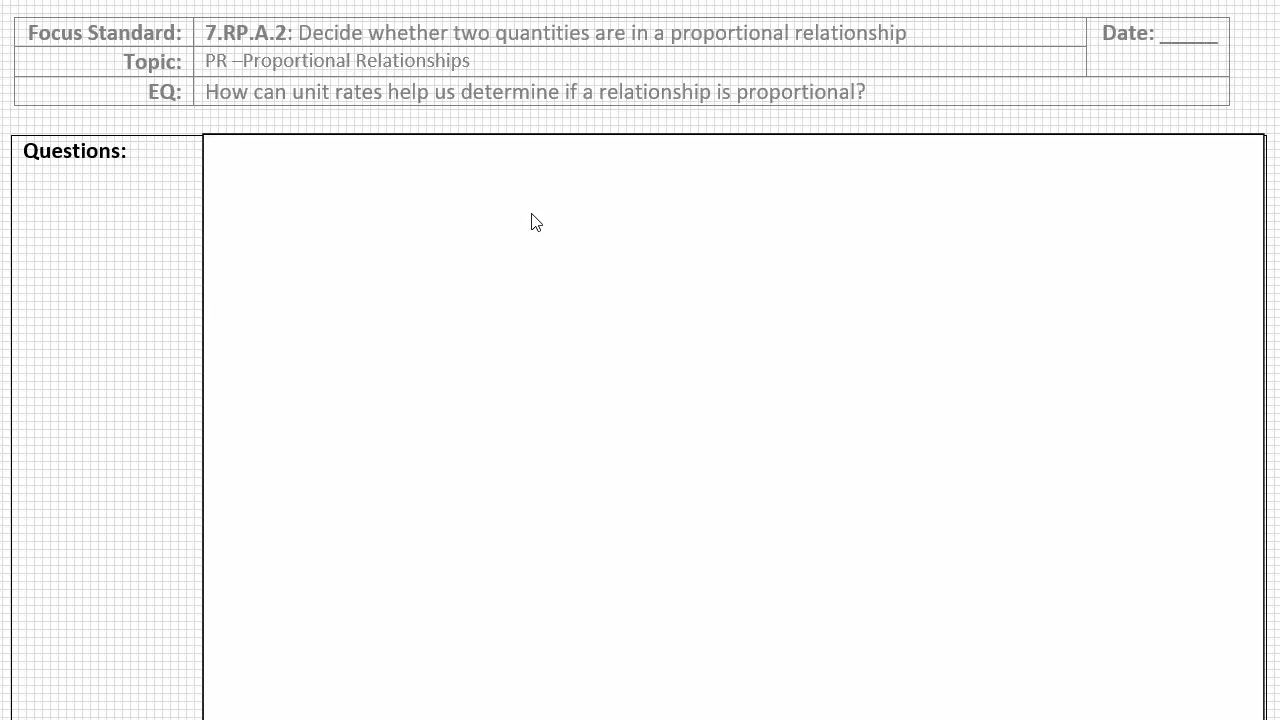 Focus Standard: 7.RP.A.2: Decide whether two quantities are in a proportional relationship Date: ______
Topic: PR –Proportional Relationships
EQ: How can unit rates help us determine if a relationship is proportional?
Questions: